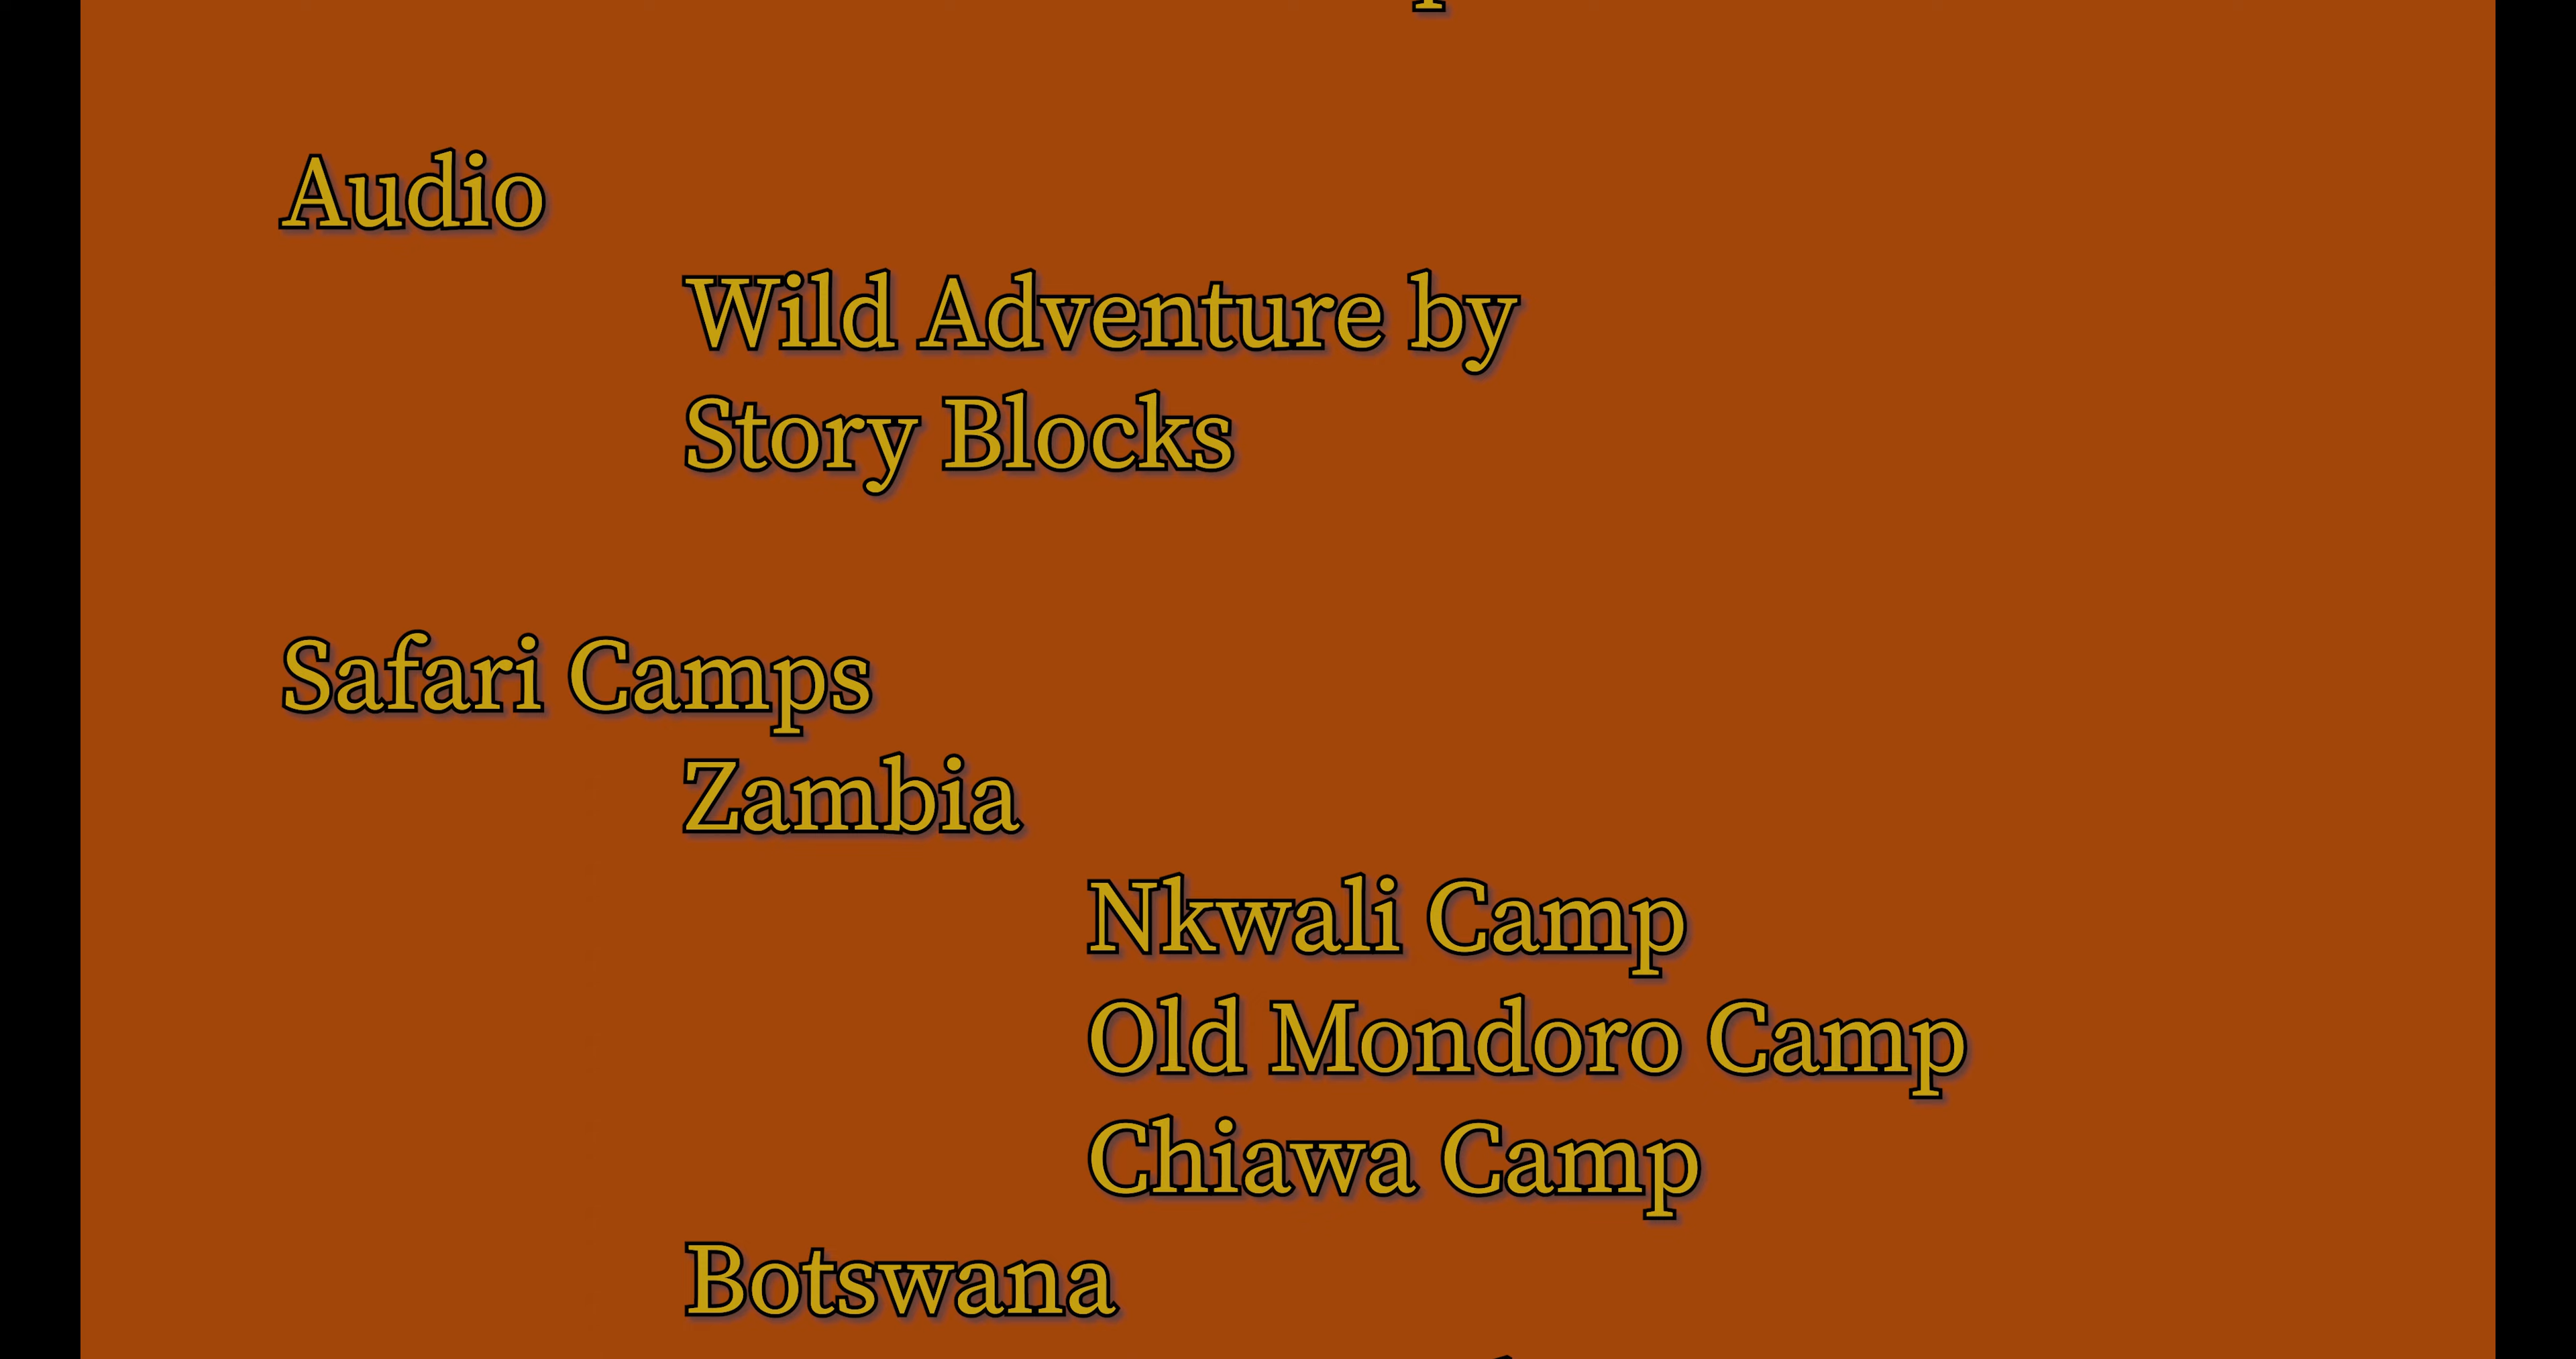 Audio
Wild Adventure by
Story Blocks
Safari Camps
Zambia
Nkwali Camp
Old Mondoro Camp
Chiawa Camp
Botswana